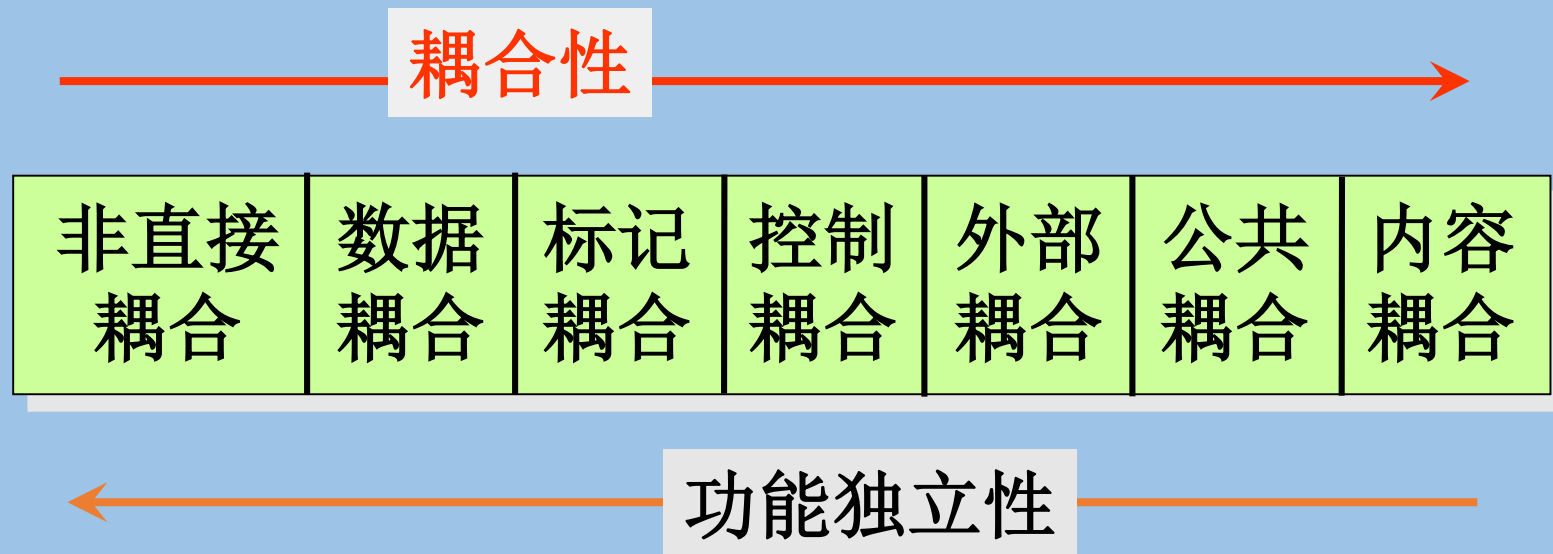 耦合性
非直接 数据 标记 控制 外部 公共 内容
耦合 耦合 耦合 耦合 耦合 耦合 耦合
功能独立性